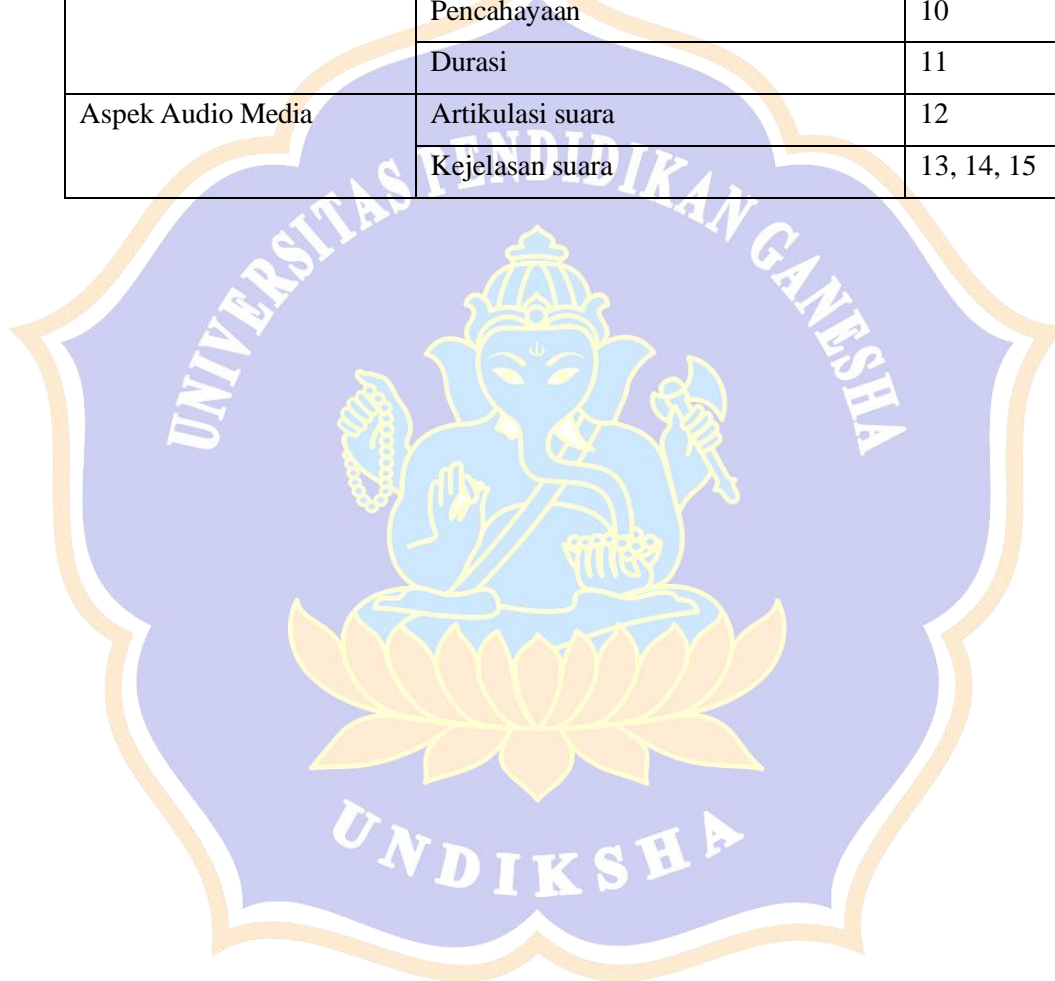 Pencahayaan 10
Durasi 11
Aspek Audio Media Artikulasi suara 12
Kejelasan suara 13, 14, 15
UNIVERSITAS PENDIDIKAN GANESHA
UNDIKSHA